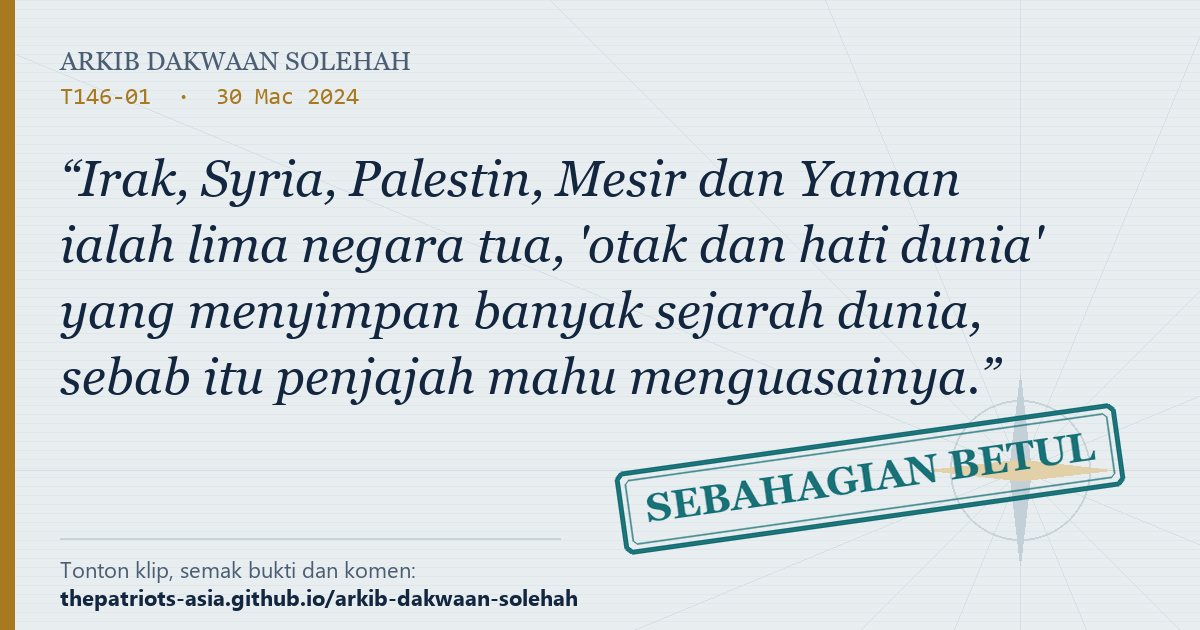 ARKIB DAKWAAN SOLEHAH
T146-01 · 30 Mac 2024
“Irak, Syria, Palestin, Mesir dan Yaman
ialah lima negara tua, 'otak dan hati dunia'
yang menyimpan banyak sejarah dunia,
sebab itu penjajah mahu menguasainya.”
SEBAHAGIAN BETUL
Tonton klip, semak bukti dan komen:
thepatriots-asia.github.io/arkib-dakwaan-solehah